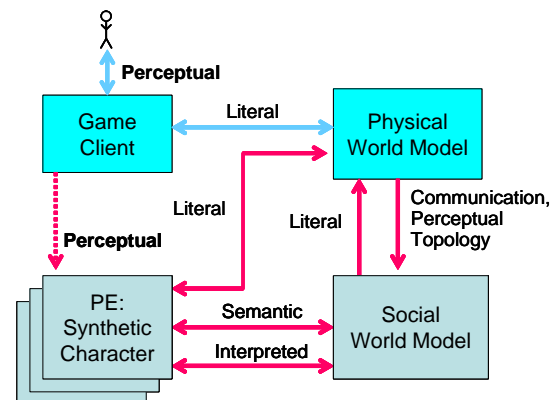 Perceptual
Game
Client
Literal
Physical
World Model
Literal
Literal
Communication,
Perceptual
Topology
Perceptual
PE:
Synthetic
Character
Semantic
Interpreted
Social
World Model